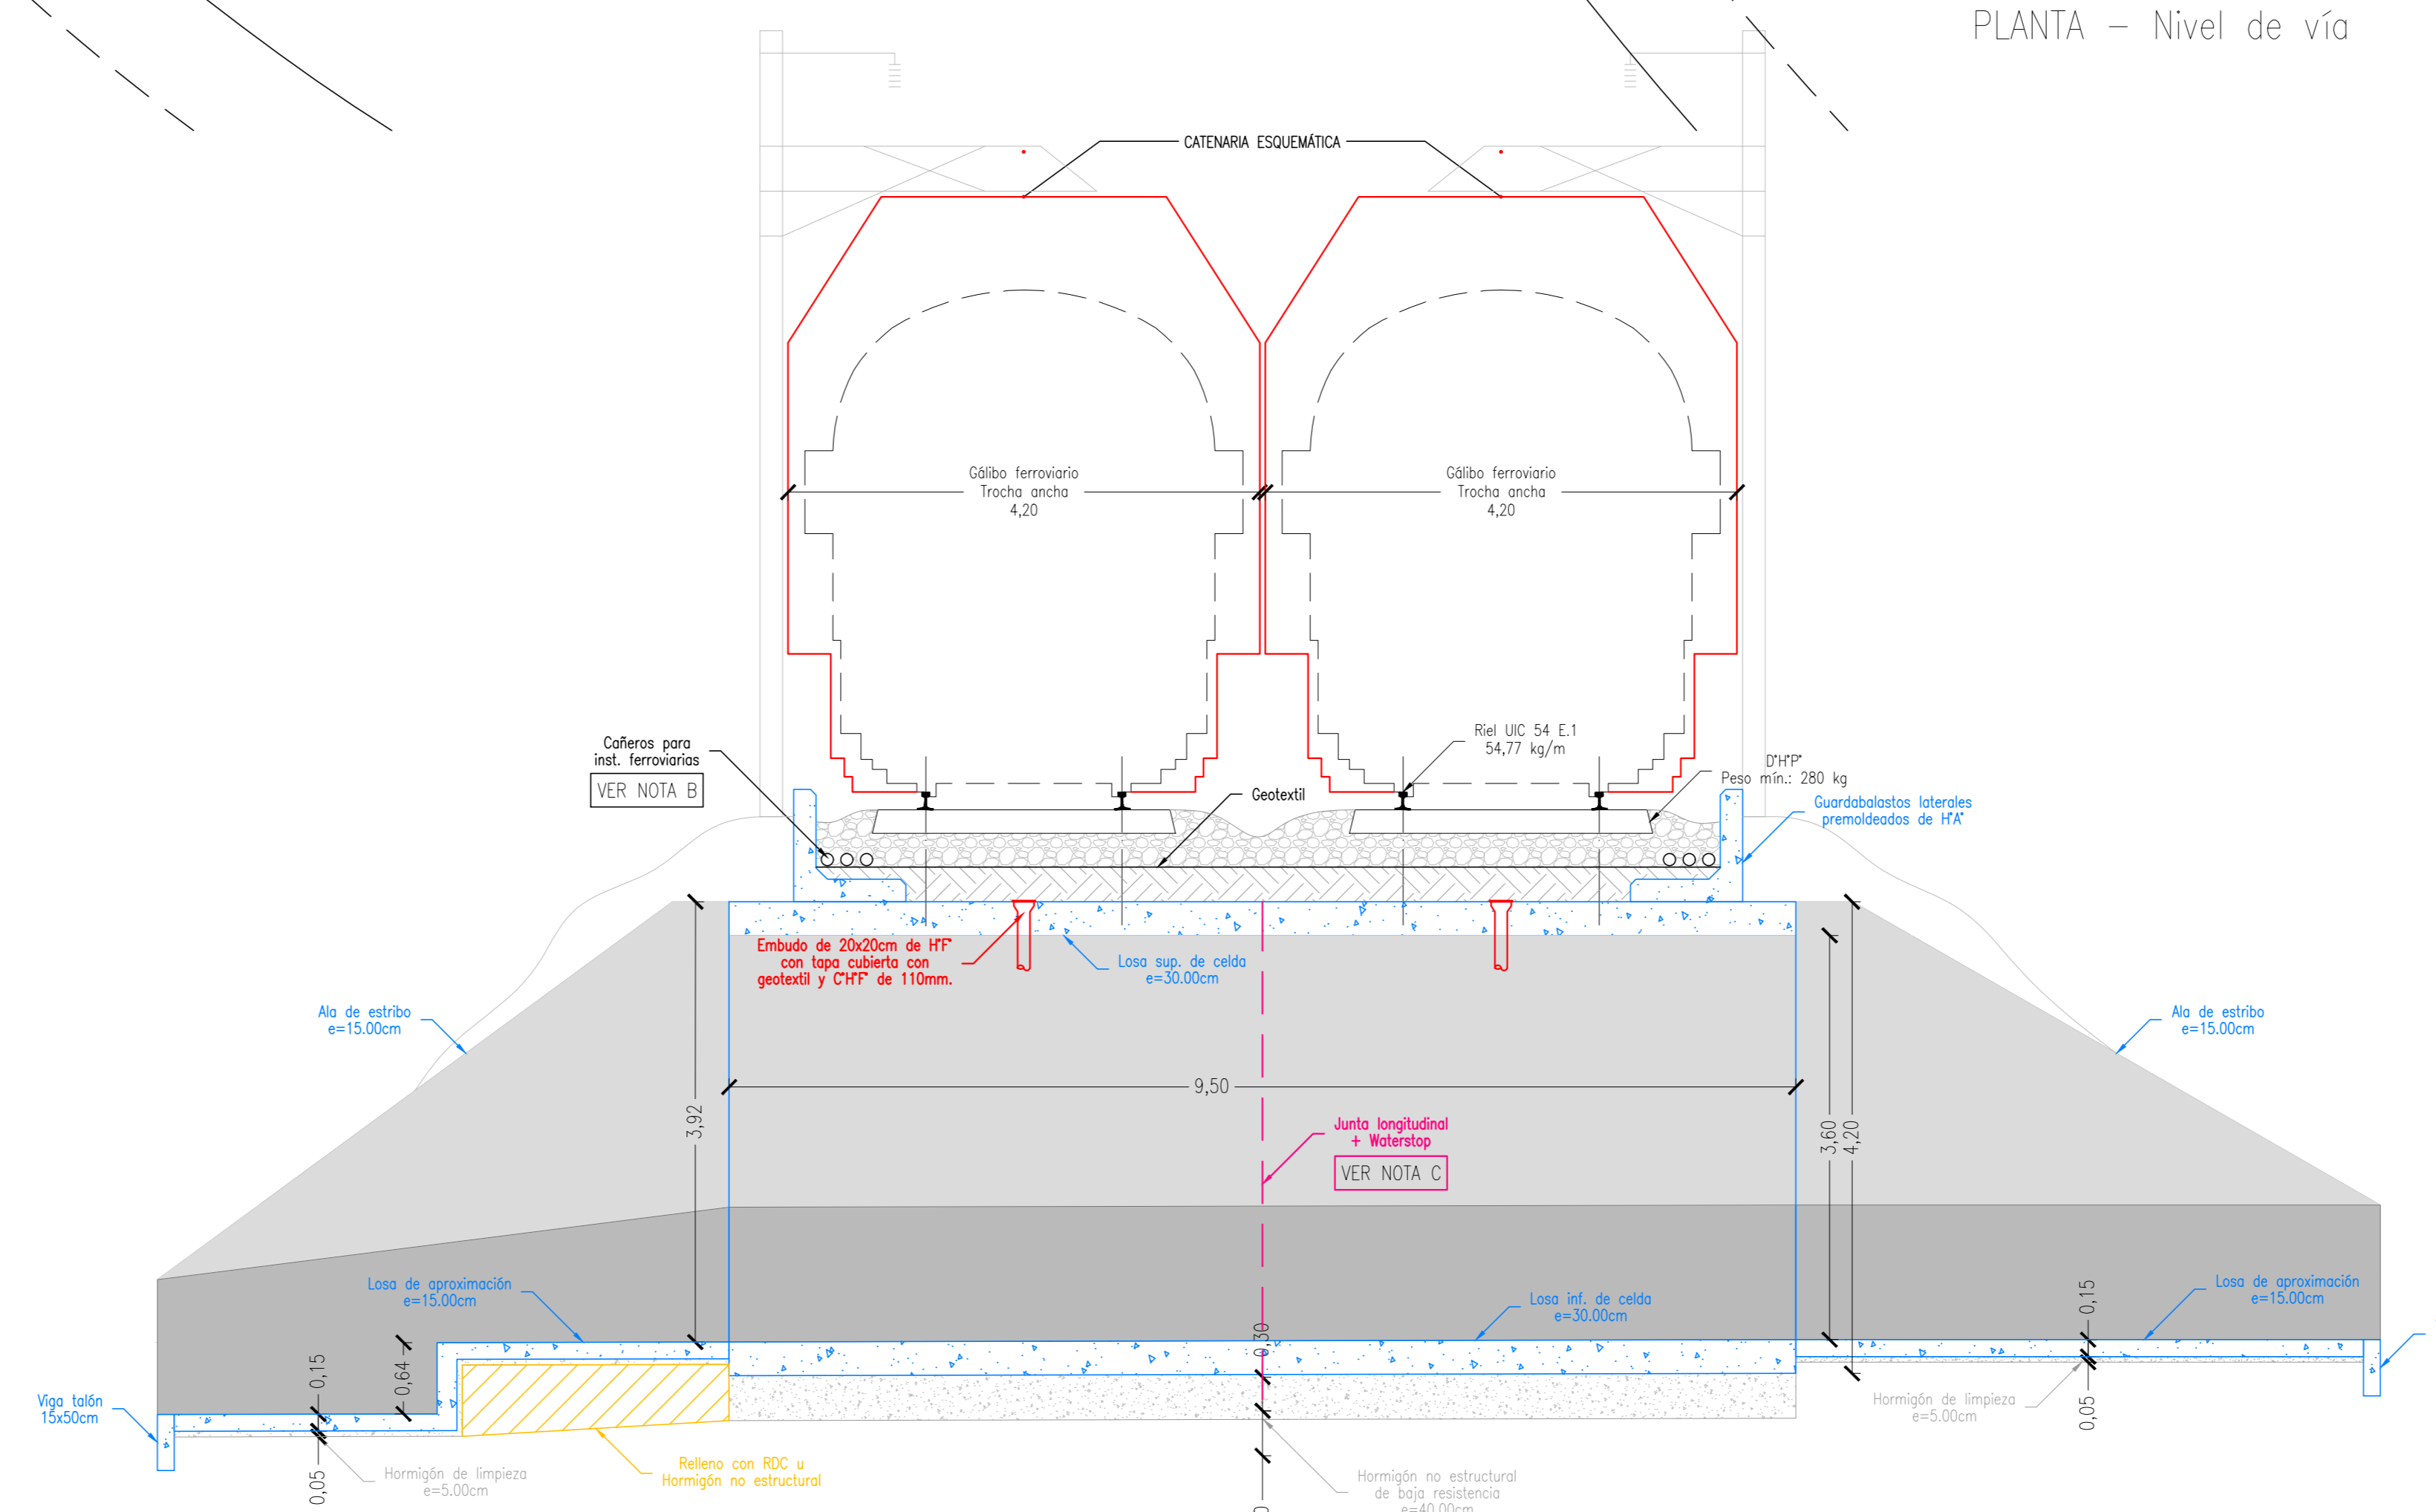 PLANTA - Nivel de vía
CATENARIA ESQUEMÁTICA
Gálibo ferroviario
Trocha ancha
4,20
Gálibo ferroviario
Trocha ancha
4,20
Cañeros para
inst. ferroviarias
VER NOTA B
Riel UIC 54 E.1
54,77 kg/m
D°H°P°
Peso mín.: 280 kg
Geotextil
Guardabalastos laterales
premoldeados de H°A°
Embudo de 20x20cm de H°F°
con tapa cubierta con
geotextil y C°H°F° de 110mm.
Losa sup. de celda
e=30.00cm
Ala de estribo
e=15.00cm
Ala de estribo
e=15.00cm
9,50
3,92
Junta longitudinal
+ Waterstop
VER NOTA C
3,60
4,20
Losa de aproximación
e=15.00cm
Losa inf. de celda
e=30.00cm
Losa de aproximación
e=15.00cm
0,15
0,30
0,15
0,64
Viga talón
15x50cm
Hormigón de limpieza
e=5.00cm
0,05
0,05
Hormigón de limpieza
e=5.00cm
Relleno con RDC u
Hormigón no estructural
Hormigón no estructural
de baja resistencia
e=40.00cm